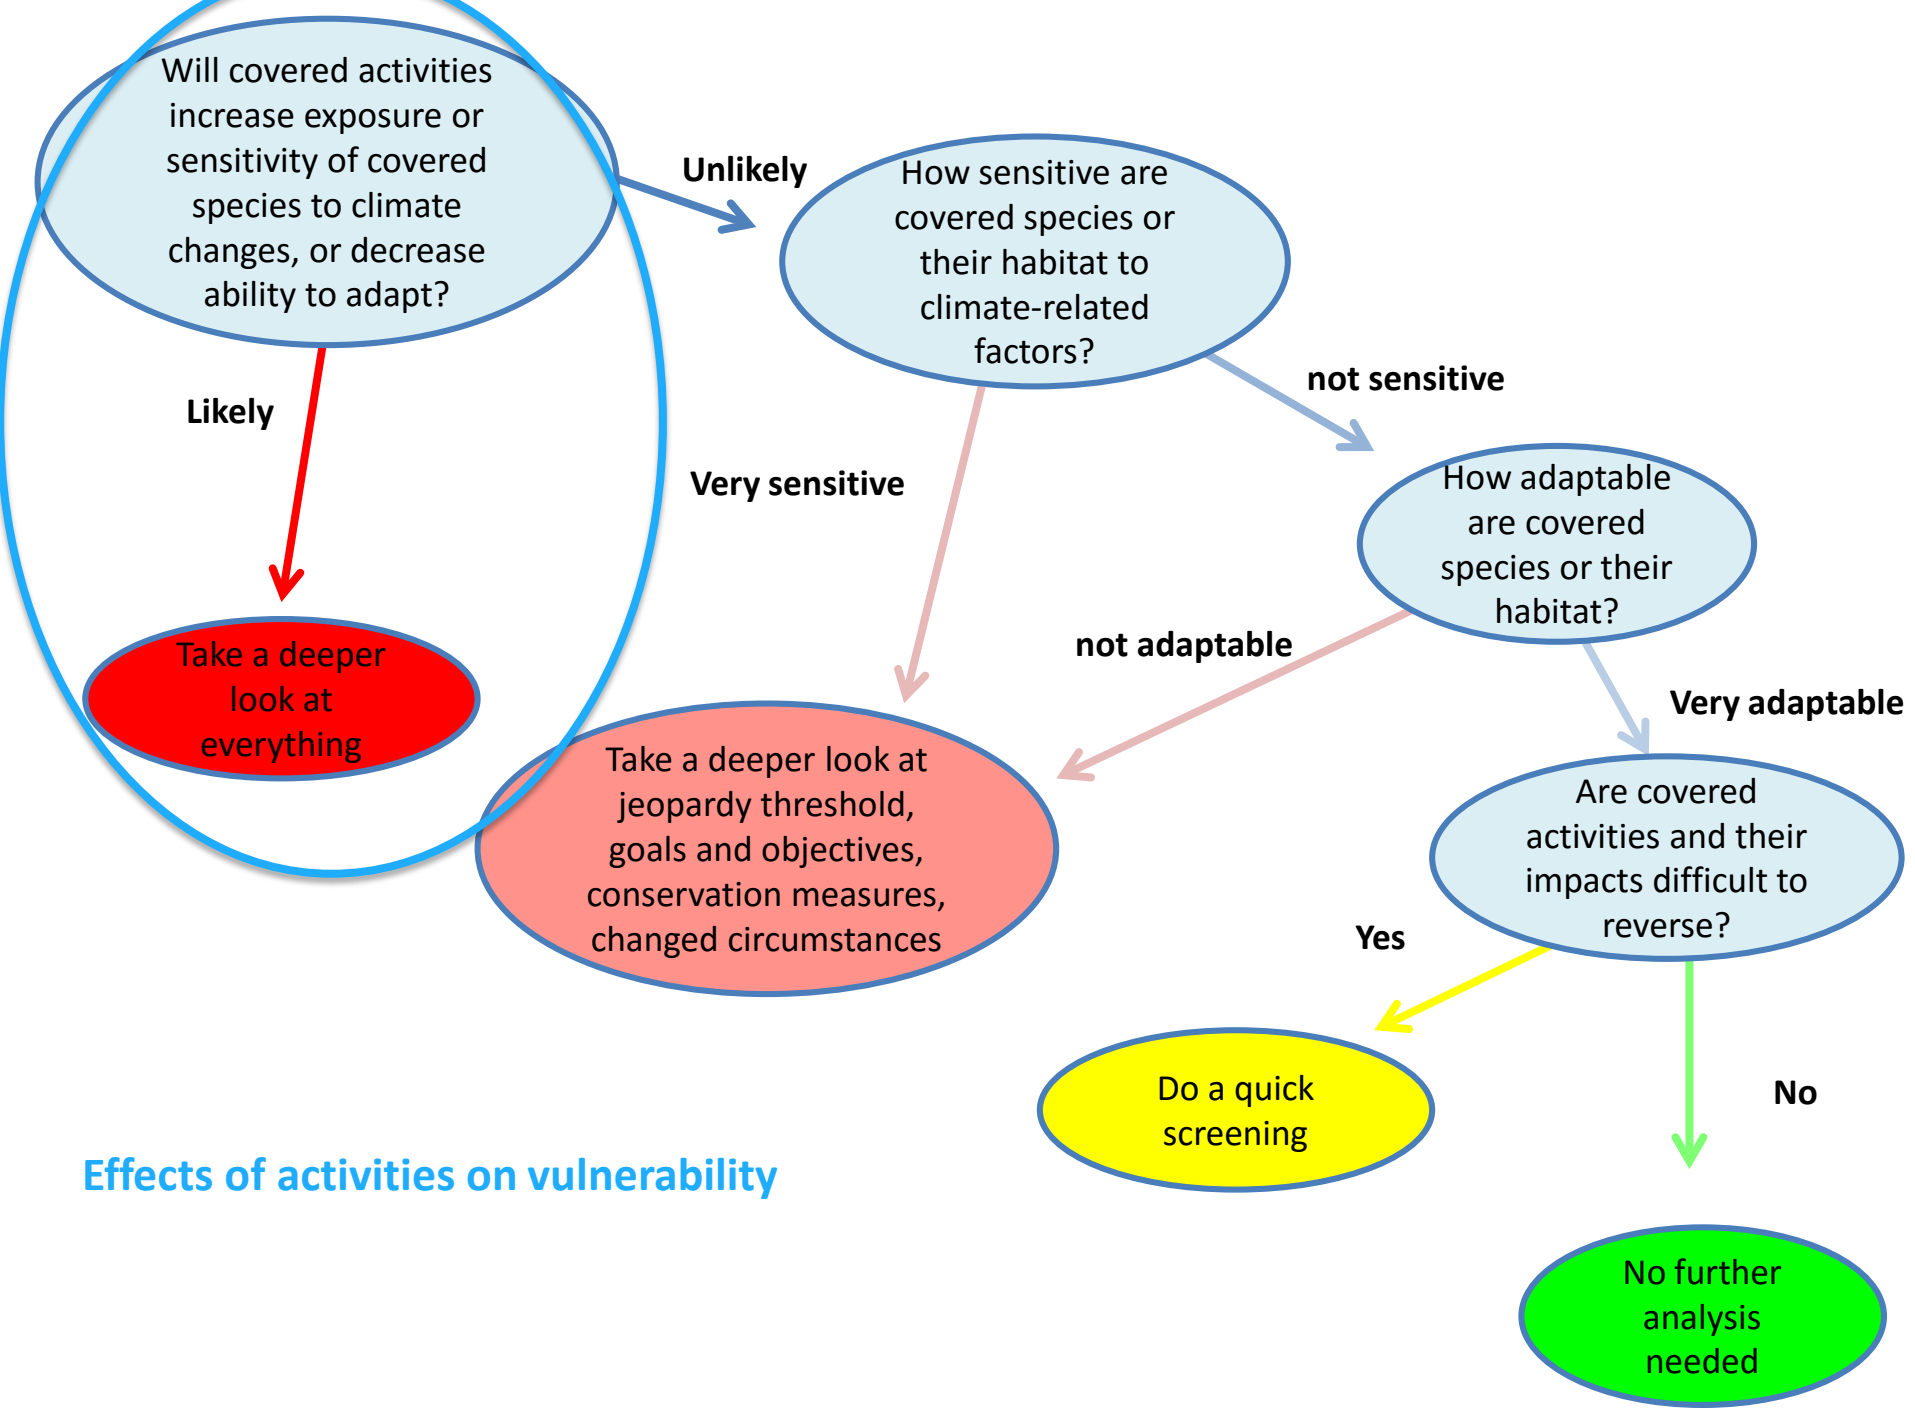 Will covered activities
increase exposure or
sensitivity of covered
species to climate
changes, or decrease
ability to adapt?
Unlikely
How sensitive are
covered species or
their habitat to
climate-related
factors?
Likely
not sensitive
Very sensitive
How adaptable
are covered
species or their
habitat?
Take a deeper
look at
everything
not adaptable
Very adaptable
Take a deeper look at
jeopardy threshold,
goals and objectives,
conservation measures,
changed circumstances
Are covered
activities and their
impacts difficult to
reverse?
Yes
No
Do a quick
screening
Effects of activities on vulnerability
No further
analysis
needed